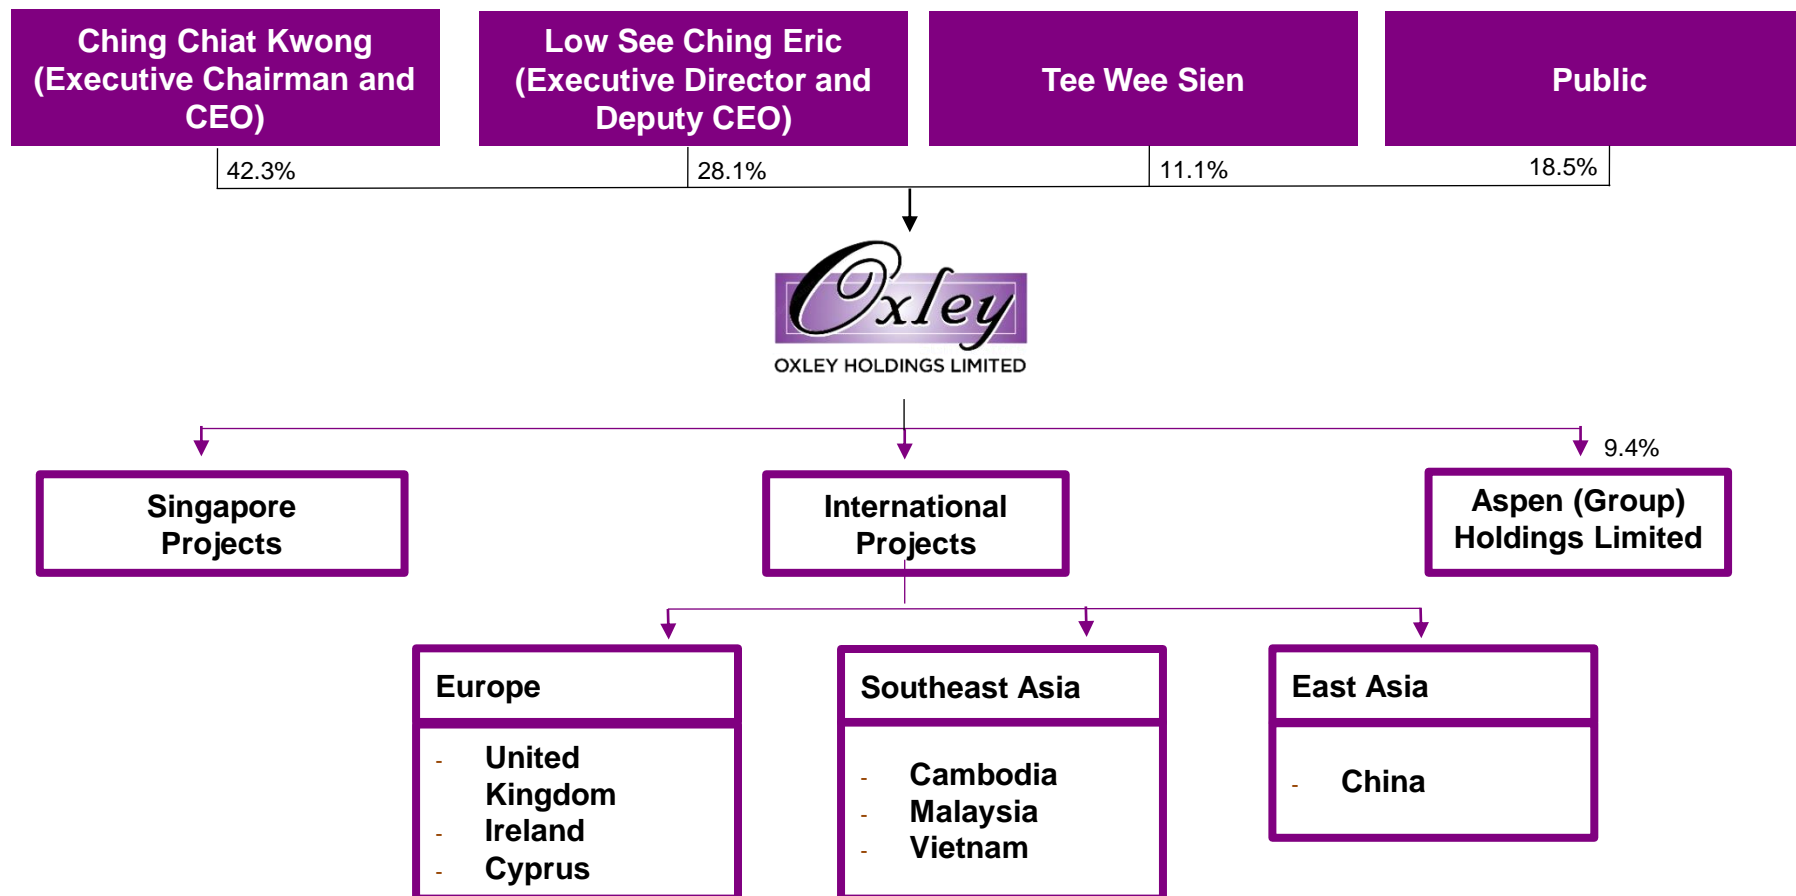 Ching Chiat Kwong
(Executive Chairman and
CEO)
Low See Ching Eric
(Executive Director and
Deputy CEO)
Tee Wee Sien
Public
42.3%
28.1%
11.1%
18.5%
Oxley
OXLEY HOLDINGS LIMITED
9.4%
Singapore
Projects
International
Projects
Aspen (Group)
Holdings Limited
Europe
- United
Kingdom
- Ireland
- Cyprus
Southeast Asia
- Cambodia
- Malaysia
- Vietnam
East Asia
- China